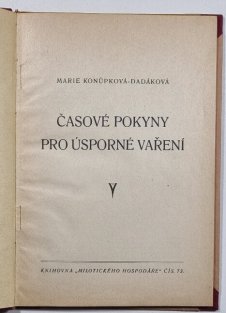 MARIE KONŮPKOVÁ-DADÁKOVÁ
ČASOVÉ POKYNY
PRO ÚSPORNÉ VAŘENÍ
KNIHOVNA „MILOTICKÉHO HOSPODÁŘE" ČÍS. 73.